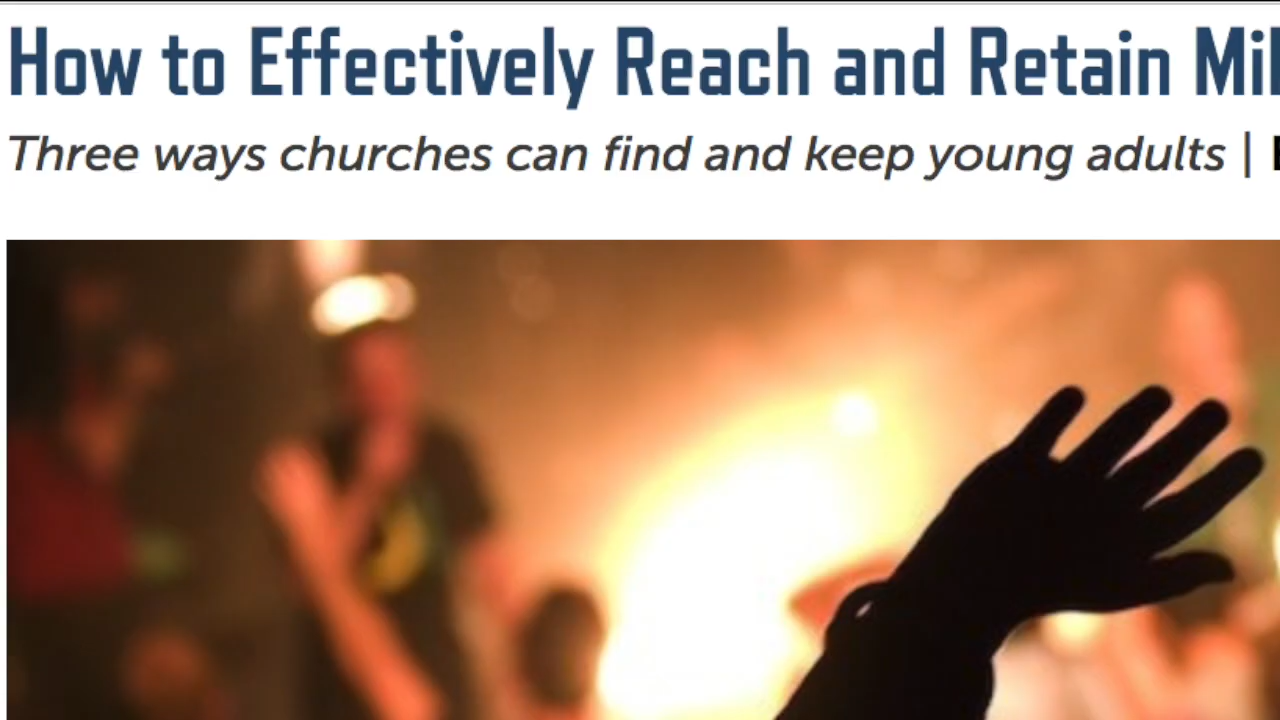 How to Effectively Reach and Retain Mil
Three ways churches can find and keep young adults |